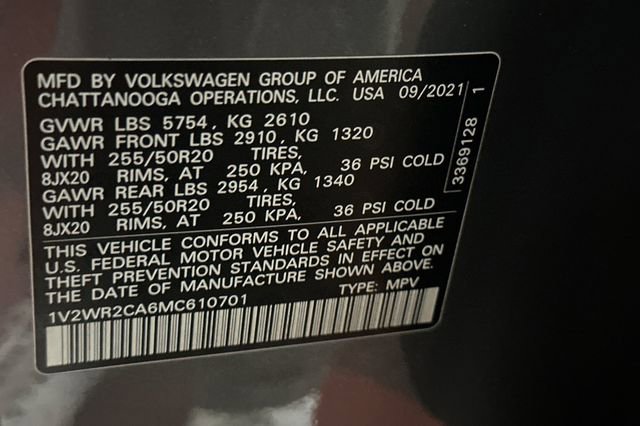 MFD BY VOLKSWAGEN GROUP OF AMERICA
CHATTANOOGA OPERATIONS, LLC. USA 09/2021
GVWR LBS 5754, KG 2610
GAWR FRONT LBS 2910, KG 1320
WITH 255/50R20 TIRES,
8JX20 RIMS, AT 250 KPA, 36 PSI COLD
GAWR REAR LBS 2954, KG 1340
WITH 255/50R20 TIRES,
8JX20 RIMS, AT 250 KPA, 36 PSI COLD
THIS VEHICLE CONFORMS TO ALL APPLICABLE
U.S. FEDERAL MOTOR VEHICLE SAFETY AND
THEFT PREVENTION STANDARDS IN EFFECT ON
THE DATE OF MANUFACTURE SHOWN ABOVE.
1V2WR2CA6MC610701 TYPE: MPV
3369128 1